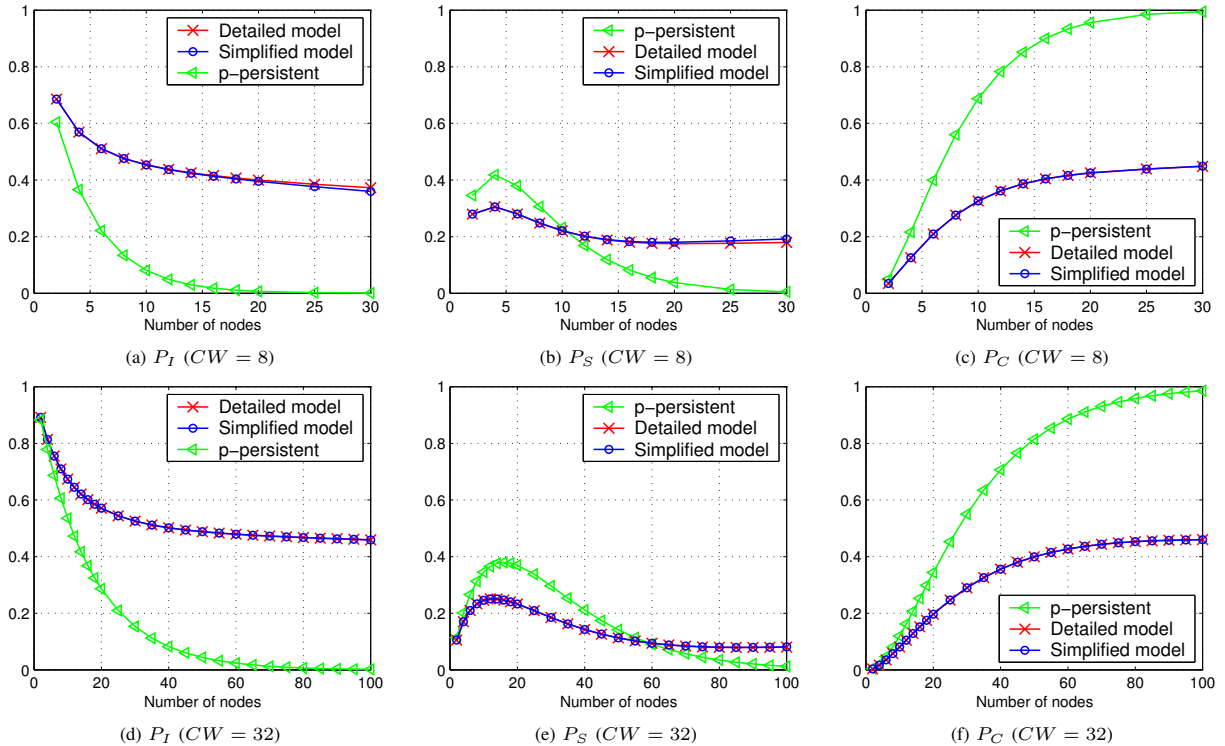 1
0.8
0.6
0.4
0.2
0
0 5 10 15 20 25 30
Number of nodes
Detailed model
Simplified model
p−persistent
(a) P_I (CW = 8)
1
0.8
0.6
0.4
0.2
0
0 5 10 15 20 25 30
Number of nodes
p−persistent
Detailed model
Simplified model
(b) P_S (CW = 8)
1
0.8
0.6
0.4
0.2
0
0 5 10 15 20 25 30
Number of nodes
p−persistent
Detailed model
Simplified model
(c) P_C (CW = 8)
1
0.8
0.6
0.4
0.2
0
0 20 40 60 80 100
Number of nodes
Detailed model
Simplified model
p−persistent
(d) P_I (CW = 32)
1
0.8
0.6
0.4
0.2
0
0 20 40 60 80 100
Number of nodes
p−persistent
Detailed model
Simplified model
(e) P_S (CW = 32)
1
0.8
0.6
0.4
0.2
0
0 20 40 60 80 100
Number of nodes
p−persistent
Detailed model
Simplified model
(f) P_C (CW = 32)